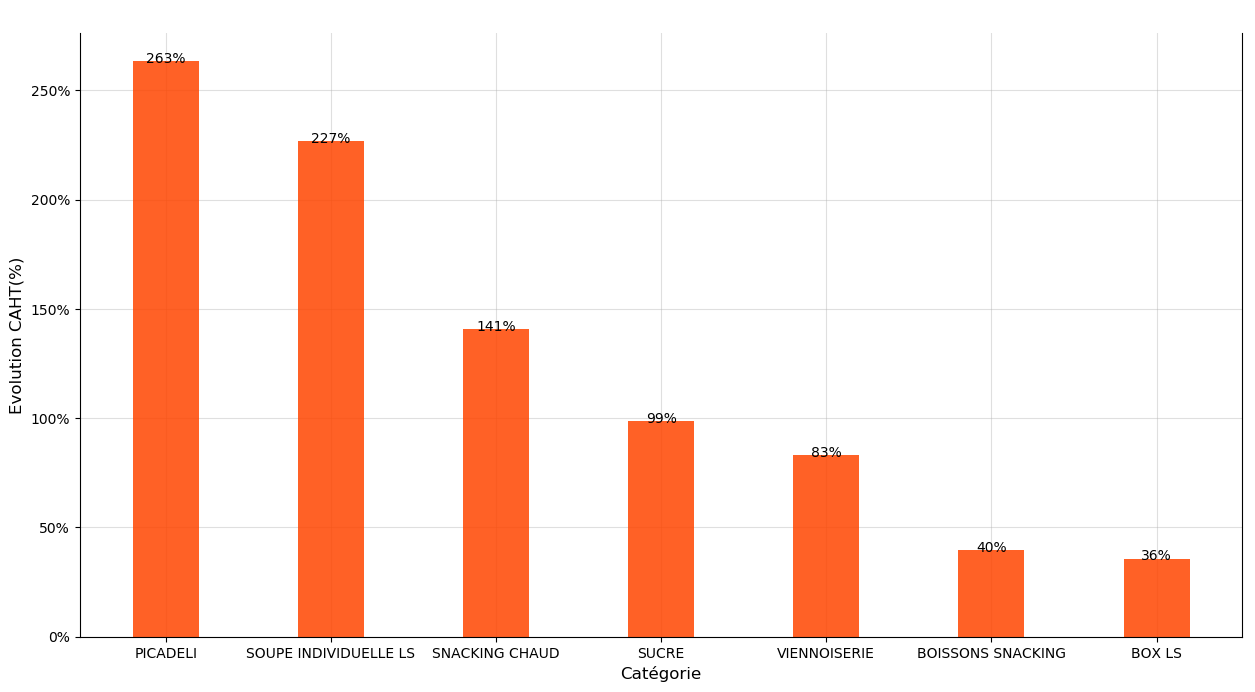 263%
227%
141%
99%
83%
40%
36%
250%
200%
150%
100%
50%
0%
Evolution CAHT(%)
PICADELI
SOUPE INDIVIDUELLE LS
SNACKING CHAUD
SUCRE
VIENNOISERIE
BOISSONS SNACKING
BOX LS
Catégorie